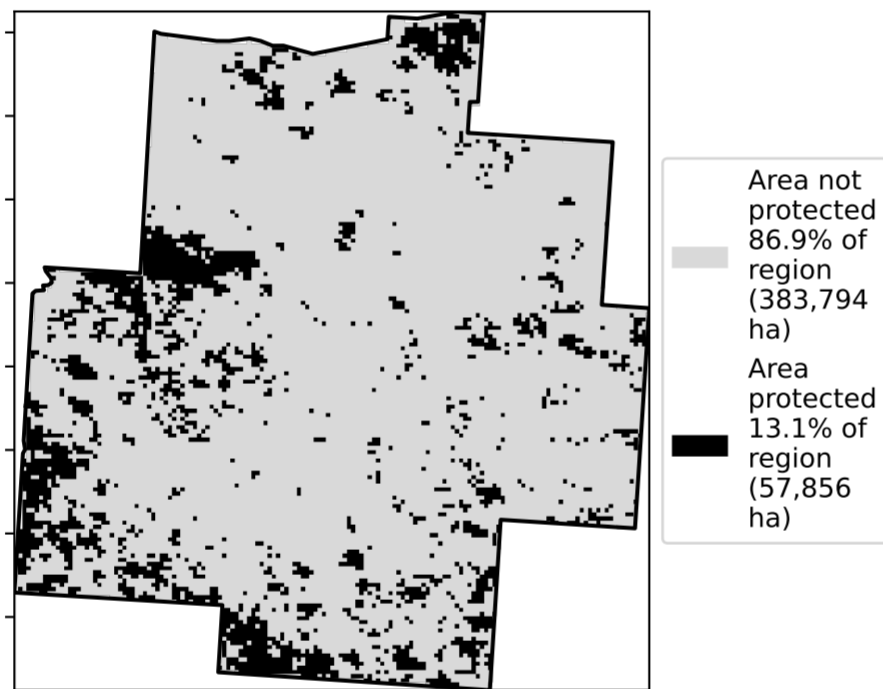 Area not
protected
86.9% of
region
(383,794
ha)
Area
protected
13.1% of
region
(57,856
ha)